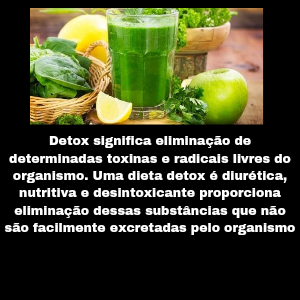 Detox significa eliminação de
determinadas toxinas e radicais livres do
organismo. Uma dieta detox é diurética,
nutritiva e desintoxicante proporciona
eliminação dessas substâncias que não
são facilmente excretadas pelo organismo